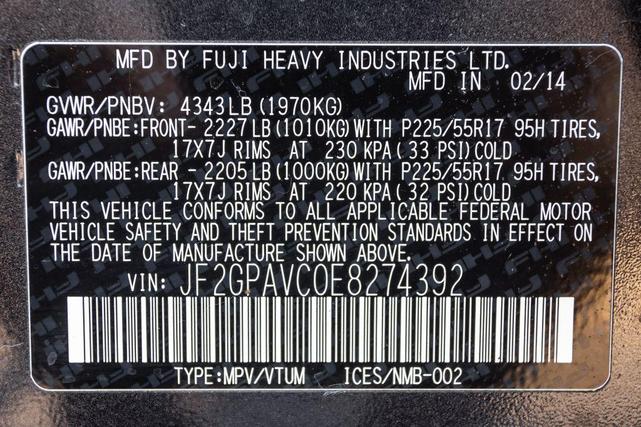 MFD BY FUJI HEAVY INDUSTRIES LTD.
MFD IN 02/14
GVWR/PNBV: 4343LB (1970KG)
GAWR/PNBE:FRONT- 2227 LB (1010KG) WITH P225/55R17 95H TIRES,
17X7J RIMS AT 230 KPA (33 PSI) COLD
GAWR/PNBE:REAR - 2205 LB (1000KG) WITH P225/55R17 95H TIRES,
17X7J RIMS AT 220 KPA (32 PSI) COLD
THIS VEHICLE CONFORMS TO ALL APPLICABLE FEDERAL MOTOR
VEHICLE SAFETY AND THEFT PREVENTION STANDARDS IN EFFECT ON
THE DATE OF MANUFACTURE SHOWN ABOVE.
VIN: JF2GPAVC0E8274392
TYPE:MPV/VTUM ICES/NMB-002